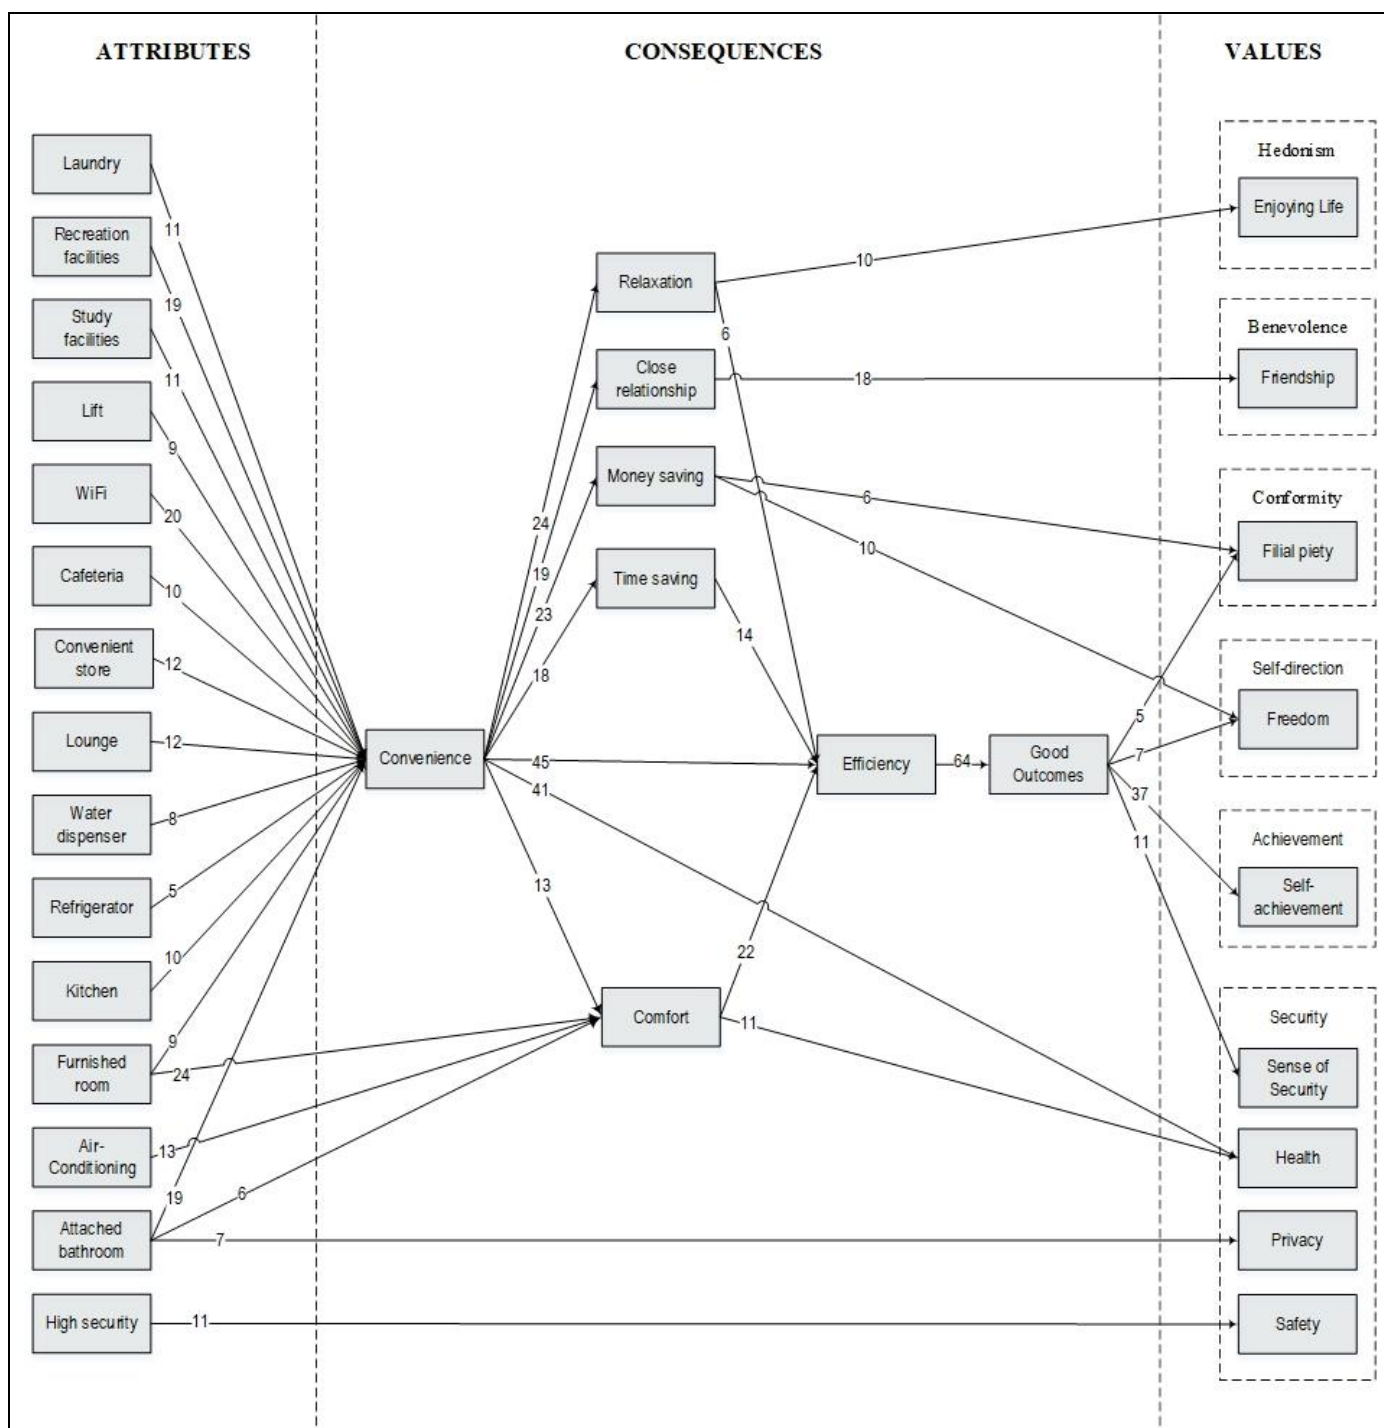 ATTRIBUTES
CONSEQUENCES
VALUES
Laundry
Recreation
facilities
Study
facilities
Lift
WiFi
Cafeteria
Convenient
store
Lounge
Water
dispenser
Refrigerator
Kitchen
Furnished
room
Air-
Conditioning
Attached
bathroom
High security
11
19
11
9
20
10
12
12
8
5
10
9
24
13
19
6
7
11
Convenience
24
19
23
18
45
41
13
Relaxation
Close
relationship
Money saving
Time saving
Comfort
10
6
18
6
10
14
22
11
Efficiency
64
Good
Outcomes
5
7
37
11
Hedonism
Enjoying Life
Benevolence
Friendship
Conformity
Filial piety
Self-direction
Freedom
Achievement
Self-
achievement
Security
Sense of
Security
Health
Privacy
Safety